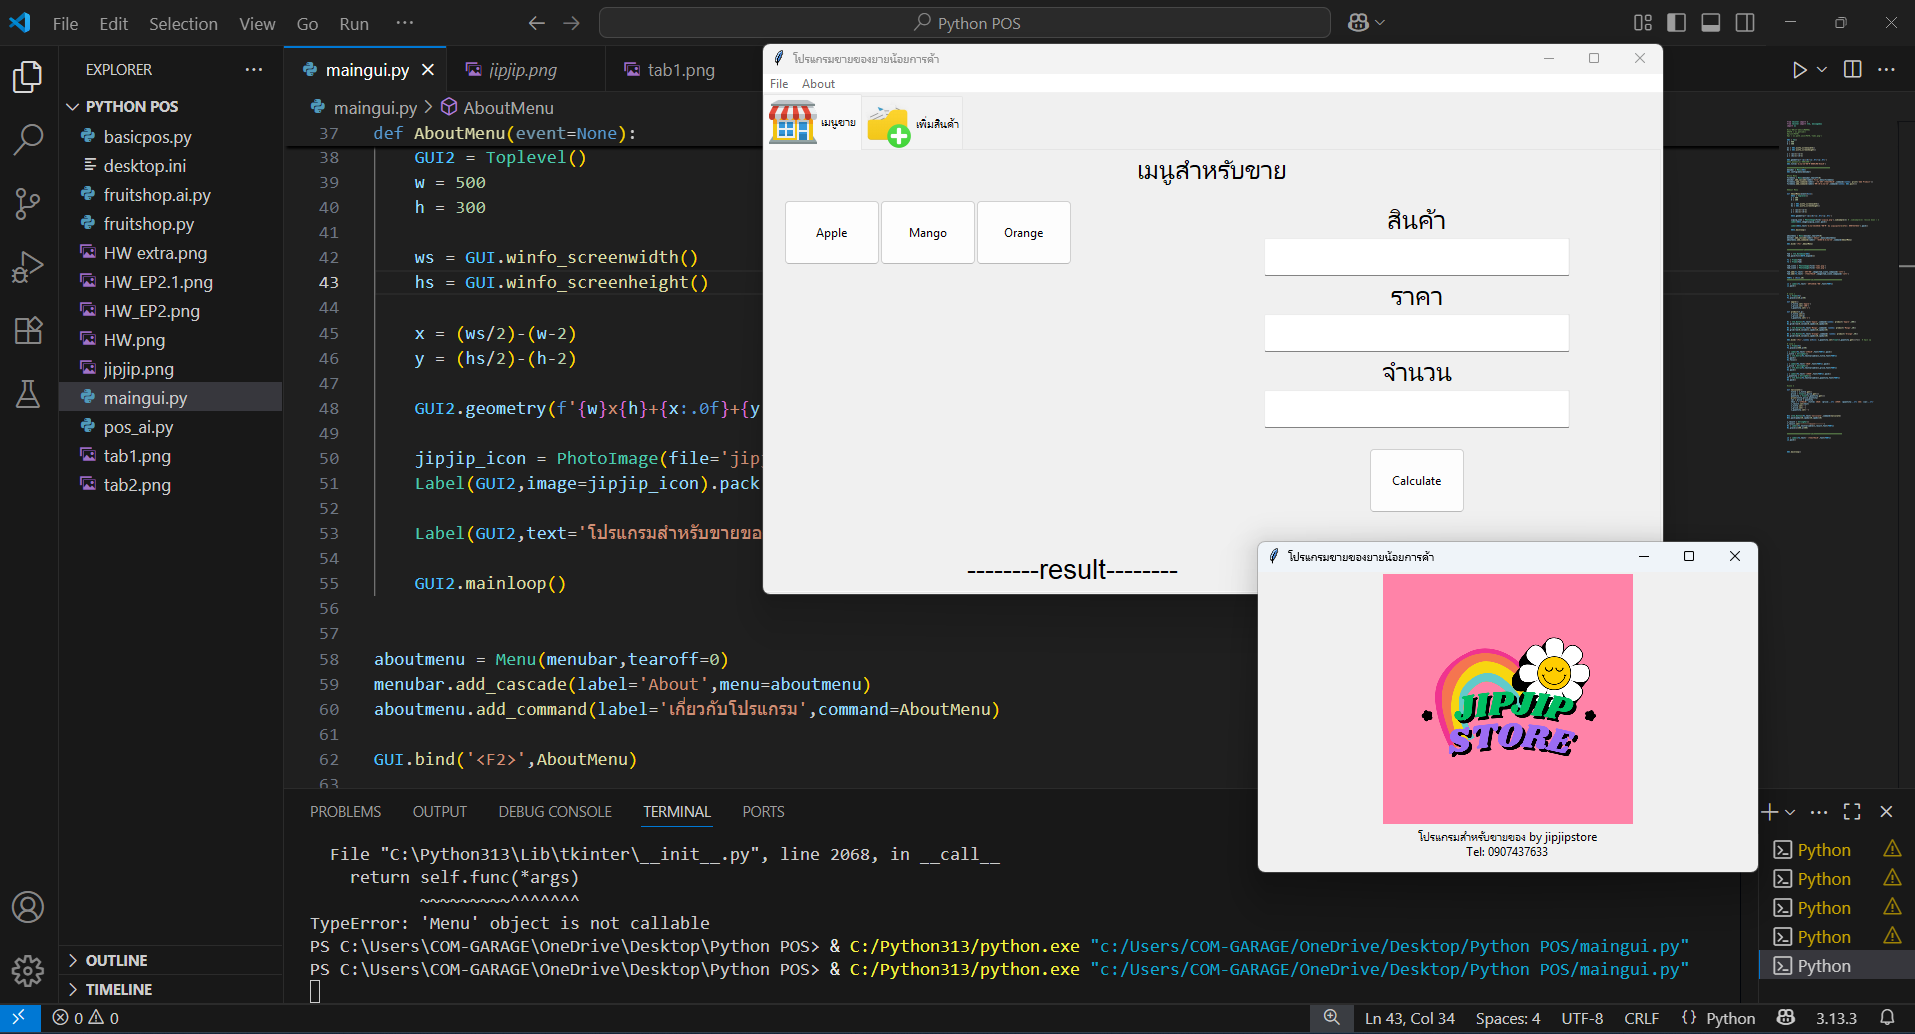 File Edit Selection View Go Run ···
Python POS
EXPLORER
PYTHON POS
basicpos.py
desktop.ini
fruitshop.ai.py
fruitshop.py
HW extra.png
HW_EP2.1.png
HW_EP2.png
HW.png
jipjip.png
maingui.py
pos_ai.py
tab1.png
tab2.png
OUTLINE
TIMELINE
maingui.py jipjip.png tab1.png
maingui.py > AboutMenu
37 def AboutMenu(event=None):
38 GUI2 = Toplevel()
39 w = 500
40 h = 300
41
42 ws = GUI.winfo_screenwidth()
43 hs = GUI.winfo_screenheight()
44
45 x = (ws/2)-(w-2)
46 y = (hs/2)-(h-2)
47
48 GUI2.geometry(f'{w}x{h}+{x:.0f}+{y
49
50 jipjip_icon = PhotoImage(file='jip
51 Label(GUI2,image=jipjip_icon).pack
52
53 Label(GUI2,text='โปรแกรมสำหรับขายขอ
54
55 GUI2.mainloop()
56
57
58 aboutmenu = Menu(menubar,tearoff=0)
59 menubar.add_cascade(label='About',menu=aboutmenu)
60 aboutmenu.add_command(label='เกี่ยวกับโปรแกรม',command=AboutMenu)
61
62 GUI.bind('<F2>',AboutMenu)
63
โปรแกรมขายของยายน้อยการค้า
File About
เมนูขาย เพิ่มสินค้า
เมนูสำหรับขาย
Apple Mango Orange
สินค้า
ราคา
จำนวน
Calculate
--------result--------
โปรแกรมขายของยายน้อยการค้า
JIPJIP
STORE
โปรแกรมสำหรับขายของ by jipjipstore
Tel: 0907437633
PROBLEMS OUTPUT DEBUG CONSOLE TERMINAL PORTS
File "C:\Python313\Lib\tkinter\__init__.py", line 2068, in __call__
return self.func(*args)
~~~~~~~~~^^^^^^^
TypeError: 'Menu' object is not callable
PS C:\Users\COM-GARAGE\OneDrive\Desktop\Python POS> & C:/Python313/python.exe "c:/Users/COM-GARAGE/OneDrive/Desktop/Python POS/maingui.py"
PS C:\Users\COM-GARAGE\OneDrive\Desktop\Python POS> & C:/Python313/python.exe "c:/Users/COM-GARAGE/OneDrive/Desktop/Python POS/maingui.py"
Python
Python
Python
Python
Python
0 0
Ln 43, Col 34 Spaces: 4 UTF-8 CRLF {} Python 3.13.3